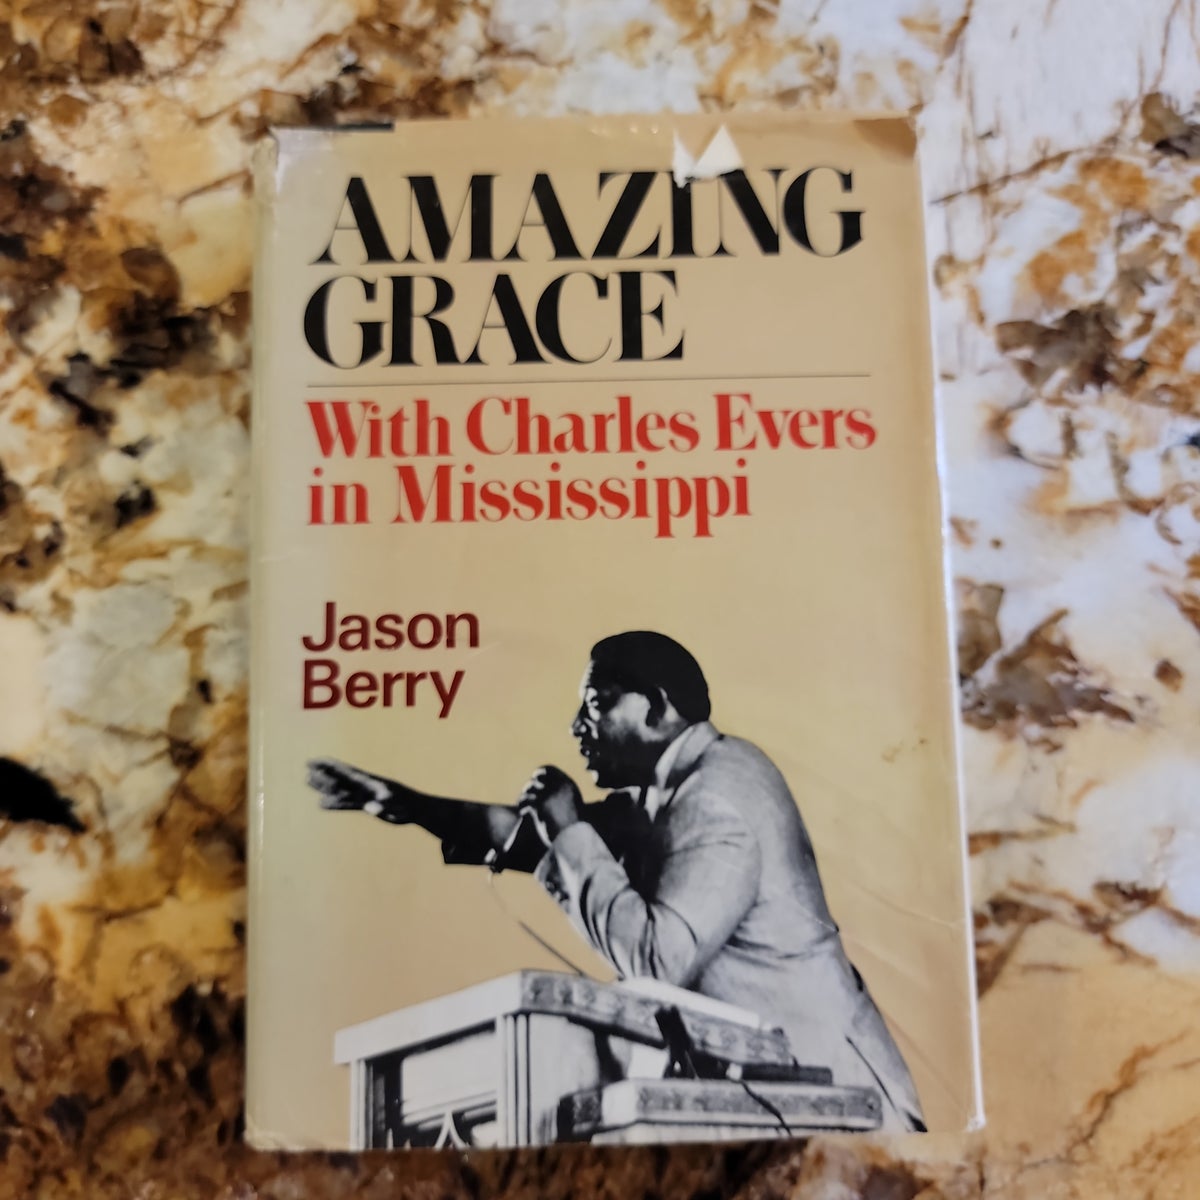 AMAZING
GRACE
With Charles Evers
in Mississippi
Jason
Berry